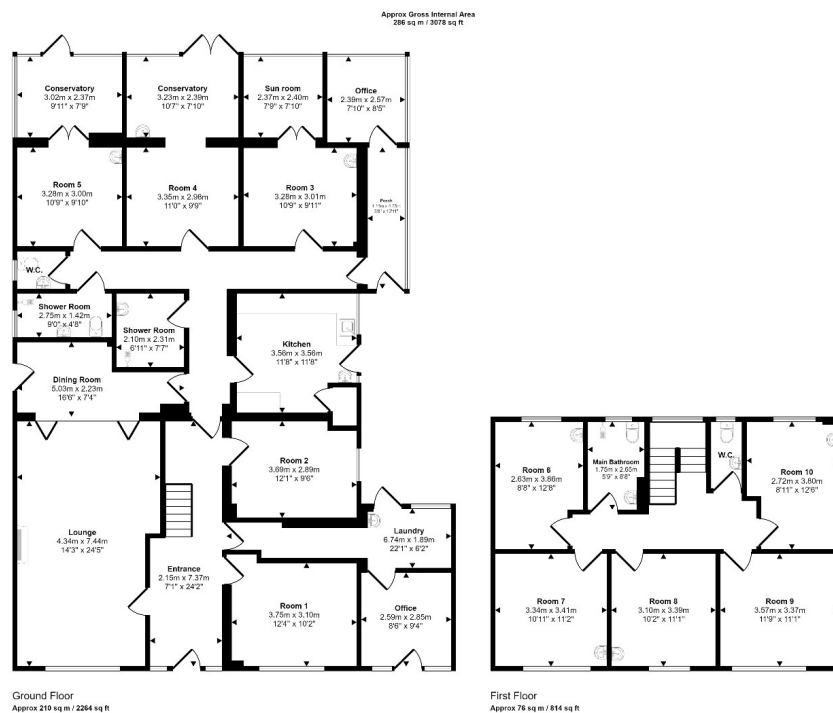 Approx Gross Internal Area
286 sq m / 3078 sq ft
Conservatory
3.02m x 2.37m
9'11" x 7'9"
Conservatory
3.23m x 2.39m
10'7" x 7'10"
Sun room
2.37m x 2.40m
7'9" x 7'10"
Office
2.39m x 2.57m
7'10" x 8'5"
Room 5
3.28m x 3.00m
10'9" x 9'10"
Room 4
3.35m x 2.98m
11'0" x 9'9"
Room 3
3.28m x 3.01m
10'9" x 9'11"
Porch
W.C.
Shower Room
2.75m x 1.42m
9'0" x 4'8"
Shower Room
2.10m x 2.31m
6'11" x 7'7"
Kitchen
3.56m x 3.56m
11'8" x 11'8"
Dining Room
5.03m x 2.23m
16'6" x 7'4"
Room 2
3.69m x 2.89m
12'1" x 9'6"
Lounge
4.34m x 7.44m
14'3" x 24'5"
Laundry
6.74m x 1.89m
22'1" x 6'2"
Entrance
2.15m x 7.37m
7'1" x 24'2"
Room 1
3.75m x 3.10m
12'4" x 10'2"
Office
2.59m x 2.85m
8'6" x 9'4"
Ground Floor
Approx 210 sq m / 2264 sq ft
Room 6
2.63m x 3.86m
8'8" x 12'8"
Main Bathroom
1.75m x 2.65m
5'9" x 8'8"
W.C.
Room 10
2.72m x 3.80m
8'11" x 12'6"
Room 7
3.34m x 3.41m
10'11" x 11'2"
Room 8
3.10m x 3.39m
10'2" x 11'1"
Room 9
3.57m x 3.37m
11'9" x 11'1"
First Floor
Approx 76 sq m / 814 sq ft